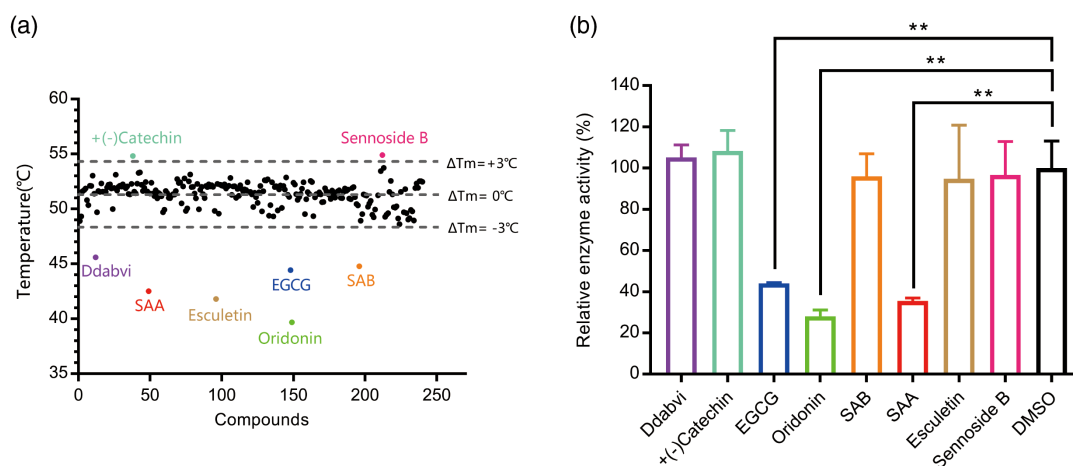 (a)
60
55
50
45
40
35
Temperature(℃)
+(-)Catechin
Sennoside B
ΔTm=+3℃
ΔTm= 0℃
ΔTm= -3℃
Ddabvi
SAA
Esculetin
EGCG
Oridonin
SAB
0 50 100 150 200 250
Compounds
(b)
**
**
**
140
120
100
80
60
40
20
0
Relative enzyme activity (%)
Ddabvi
+(-)Catechin
EGCG
Oridonin
SAB
SAA
Esculetin
Sennoside B
DMSO